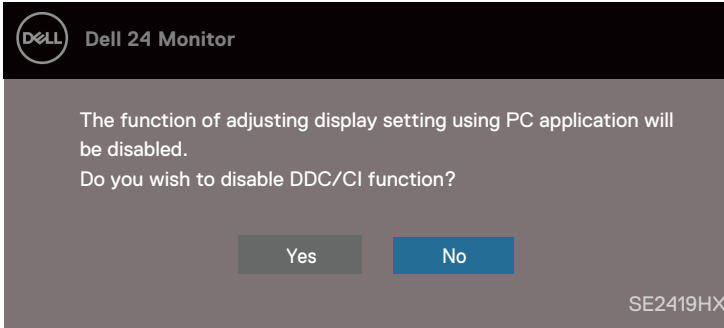 DELL Dell 24 Monitor
The function of adjusting display setting using PC application will
be disabled.
Do you wish to disable DDC/CI function?
Yes No
SE2419HX